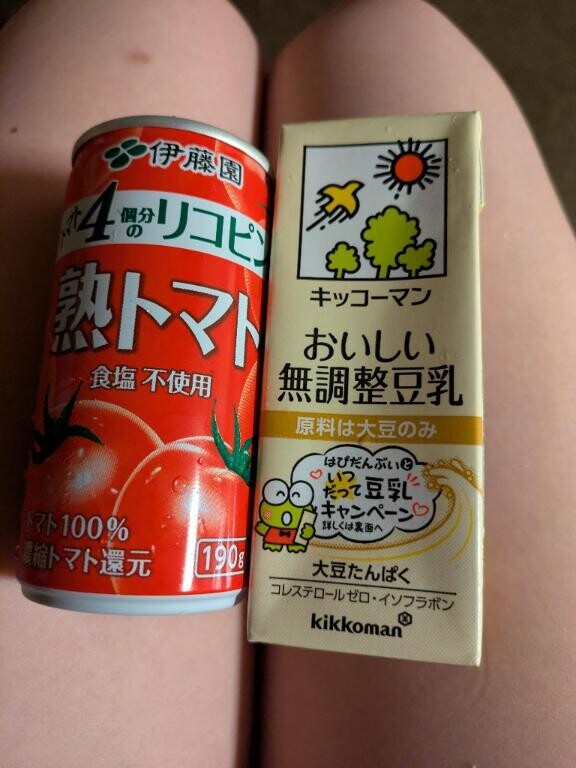 伊藤園
トマト4個分のリコピン
熟トマト
食塩 不使用
トマト100%
濃縮トマト還元
190g
キッコーマン
おいしい
無調整豆乳
原料は大豆のみ
はぴだんぶいと
いつ
だって豆乳
キャンペーン
詳しくは裏面へ
大豆たんぱく
コレステロールゼロ・イソフラボン
kikkoman